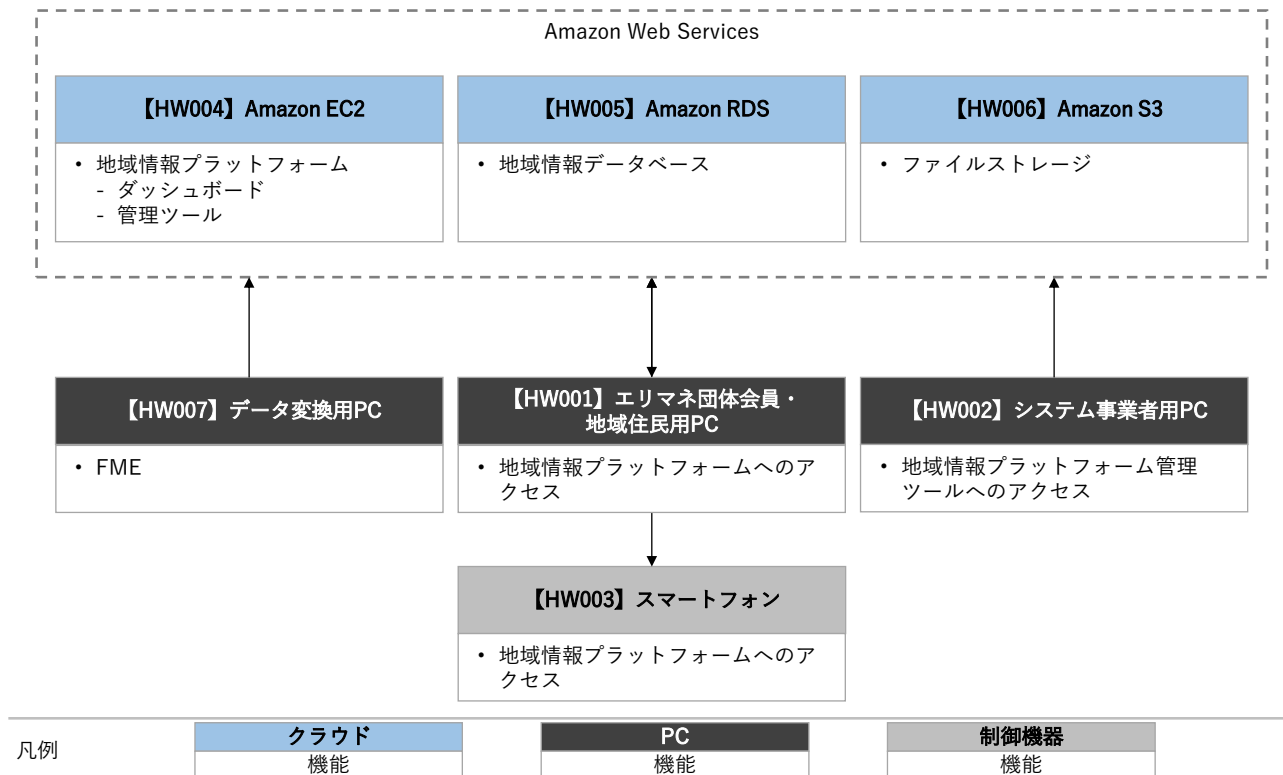 Amazon Web Services
【HW004】Amazon EC2
• 地域情報プラットフォーム
- ダッシュボード
- 管理ツール
【HW005】Amazon RDS
• 地域情報データベース
【HW006】Amazon S3
• ファイルストレージ
【HW007】データ変換用PC
• FME
【HW001】エリマネ団体会員・
地域住民用PC
• 地域情報プラットフォームへのア
クセス
【HW002】システム事業者用PC
• 地域情報プラットフォーム管理
ツールへのアクセス
【HW003】スマートフォン
• 地域情報プラットフォームへのア
クセス
凡例
クラウド
機能
PC
機能
制御機器
機能